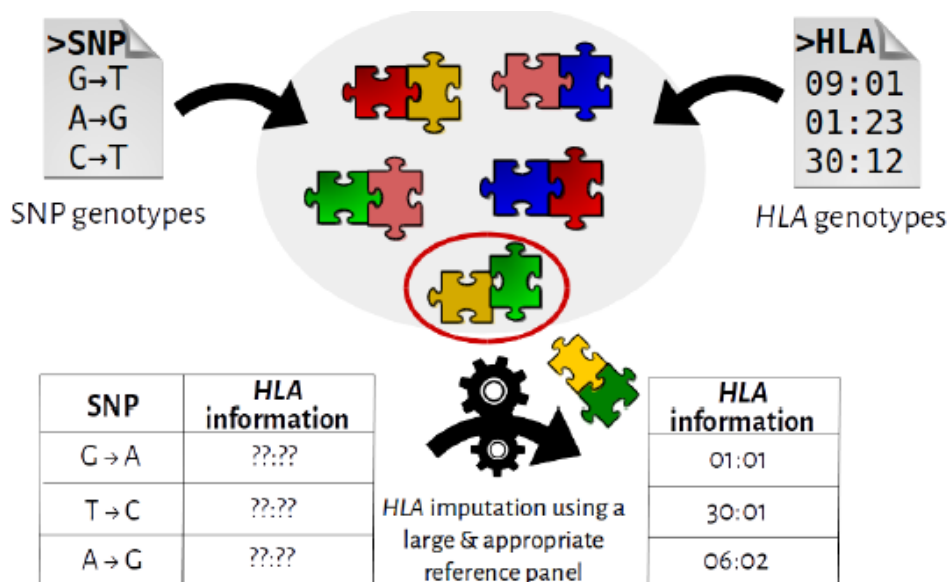 >SNP
G→T
A→G
C→T
SNP genotypes
>HLA
09:01
01:23
30:12
HLA genotypes
SNP
HLA
information
G→A
??:??
T→C
??:??
A→G
??:??
HLA imputation using a
large & appropriate
reference panel
HLA
information
01:01
30:01
06:02